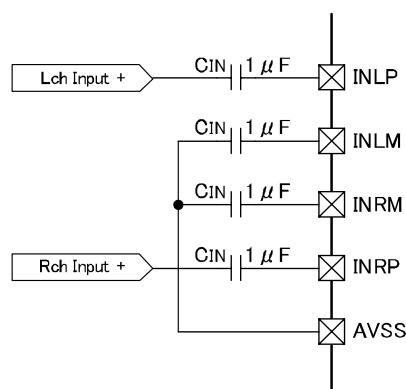 Lch Input + CIN 1 μF INLP
CIN 1 μF INLM
CIN 1 μF INRM
Rch Input + CIN 1 μF INRP
AVSS